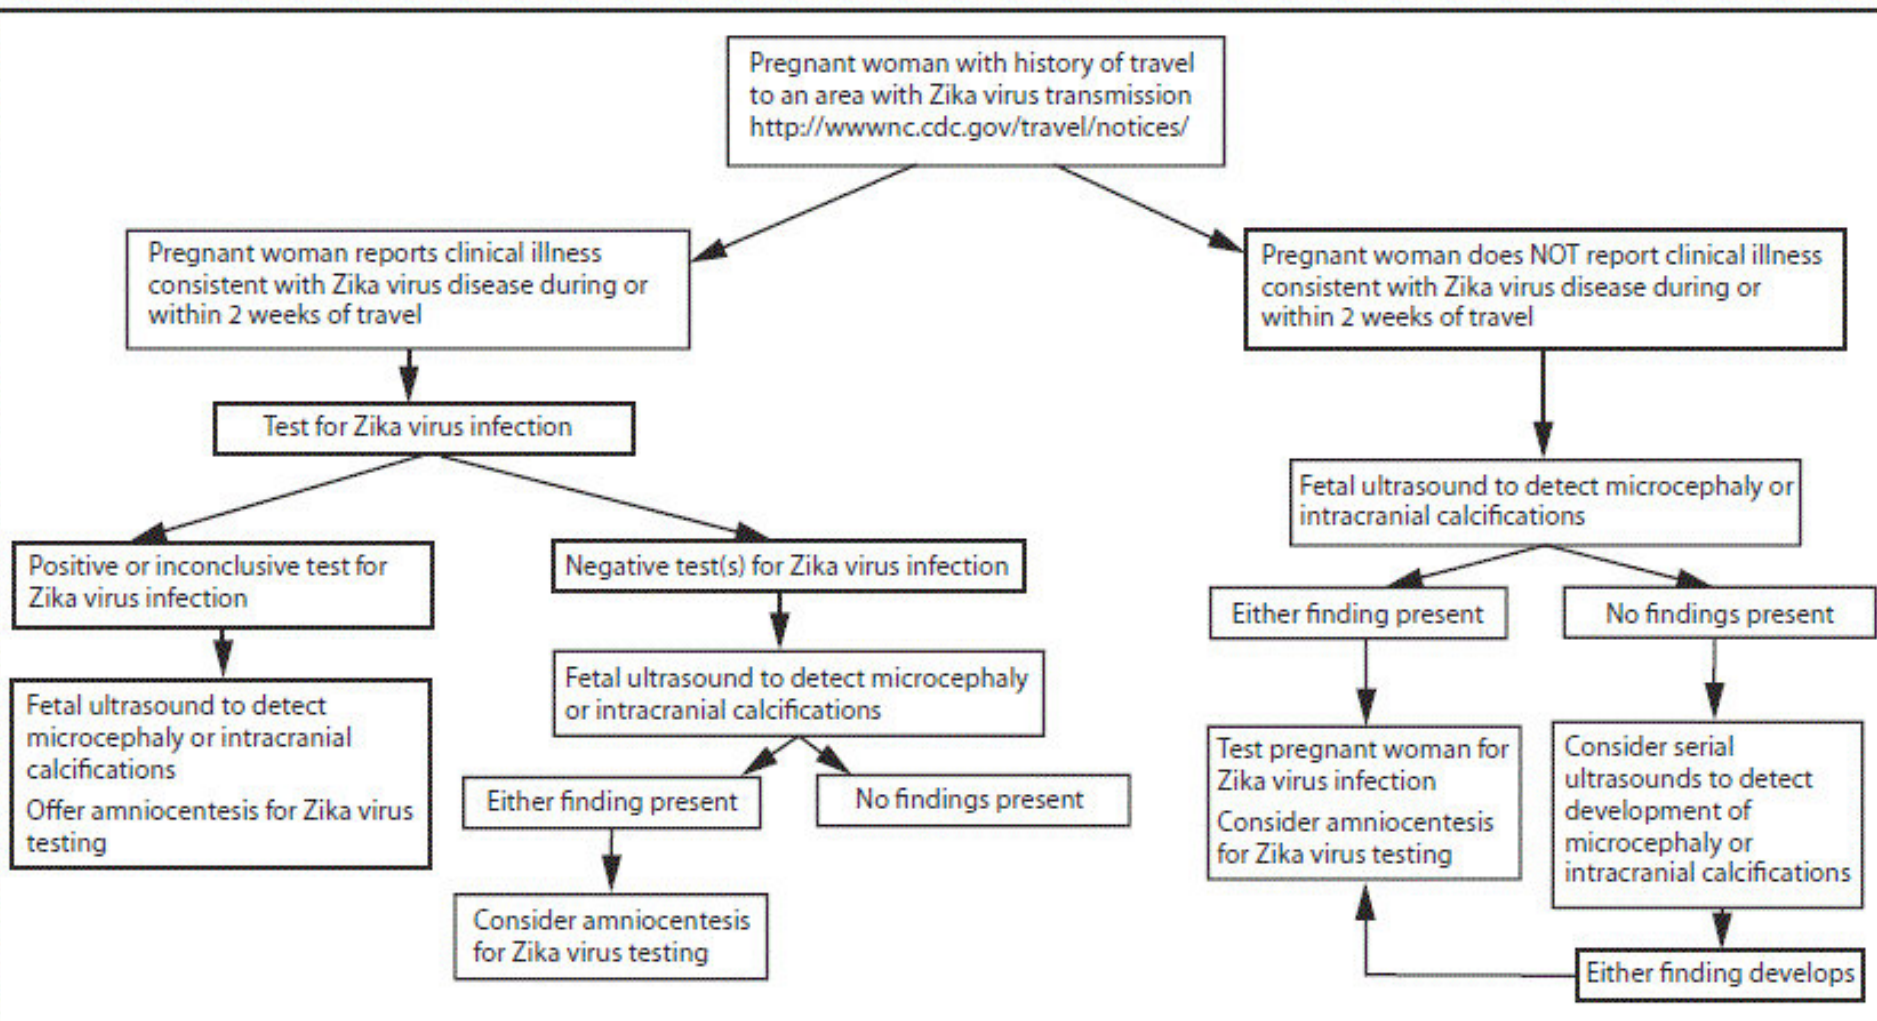 Pregnant woman with history of travel
to an area with Zika virus transmission
http://wwwnc.cdc.gov/travel/notices/
Pregnant woman reports clinical illness
consistent with Zika virus disease during or
within 2 weeks of travel
Pregnant woman does NOT report clinical illness
consistent with Zika virus disease during or
within 2 weeks of travel
Test for Zika virus infection
Fetal ultrasound to detect microcephaly or
intracranial calcifications
Positive or inconclusive test for
Zika virus infection
Negative test(s) for Zika virus infection
Either finding present
No findings present
Fetal ultrasound to detect
microcephaly or intracranial
calcifications
Offer amniocentesis for Zika virus
testing
Fetal ultrasound to detect microcephaly
or intracranial calcifications
Either finding present
No findings present
Consider amniocentesis
for Zika virus testing
Test pregnant woman for
Zika virus infection
Consider amniocentesis
for Zika virus testing
Consider serial
ultrasounds to detect
development of
microcephaly or
intracranial calcifications
Either finding develops